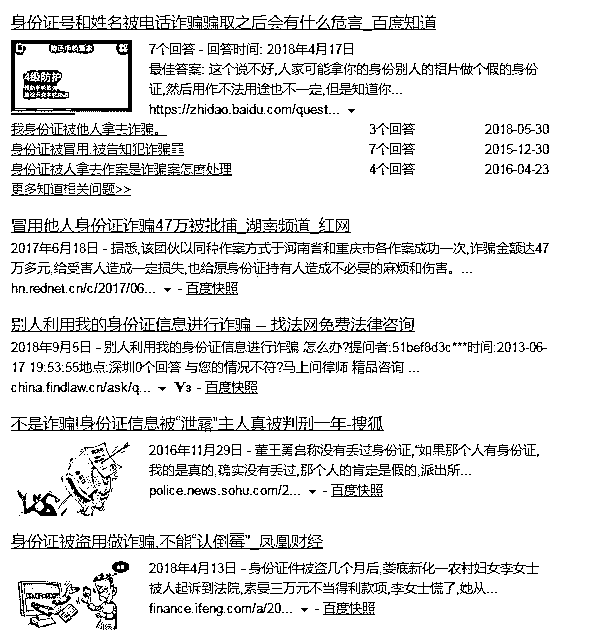 身份证号和姓名被电话诈骗骗取之后会有什么危害_百度知道
7个回答 - 回答时间: 2018年4月17日
4级防护
最佳答案: 这个说不好,人家可能拿你的身份别人的招片做个假的身份
证,然后用作不法用途也不一定,但是知道你...
https://zhidao.baidu.com/quest...
我身份证被他人拿去诈骗。 3个回答 2018-05-30
身份证被冒用,被告知犯诈骗罪 7个回答 2015-12-30
身份证被人拿去作案是诈骗案怎麽处理 4个回答 2016-04-23
更多知道相关问题>>
冒用他人身份证诈骗47万被批捕_湖南频道_红网
2017年6月18日 - 据悉,该团伙以同种作案方式于河南省和重庆市各作案成功一次,诈骗金额达47
万多元,给受害人造成一定损失,也给原身份证持有人造成不必要的麻烦和伤害。...
hn.rednet.cn/c/2017/06... - 百度快照
别人利用我的身份证信息进行诈骗 – 找法网免费法律咨询
2018年9月5日 - 别人利用我的身份证信息进行诈骗 怎么办?提问者:51bef8d3c***时间:2013-06-
17 19:53:55地点:深圳0个回答 与您的情况不符?马上问律师 精品咨询 ...
china.findlaw.cn/ask/q... V3 - 百度快照
不是诈骗!身份证信息被“泄露”主人真被判刑一年-搜狐
2016年11月29日 - 董王勇自称没有丢过身份证,“如果那个人有身份证,
我的是真的,确实没有丢过,那个人的肯定是假的,派出所...
police.news.sohu.com/2... - 百度快照
身份证被盗用做诈骗,不能“认倒霉”_凤凰财经
2018年4月13日 - 身份证件被盗几个月后,娄底新化一农村妇女李女士
被人起诉到法院,索要三万元不当得利款项,李女士慌了,她从...
finance.ifeng.com/a/20... - 百度快照